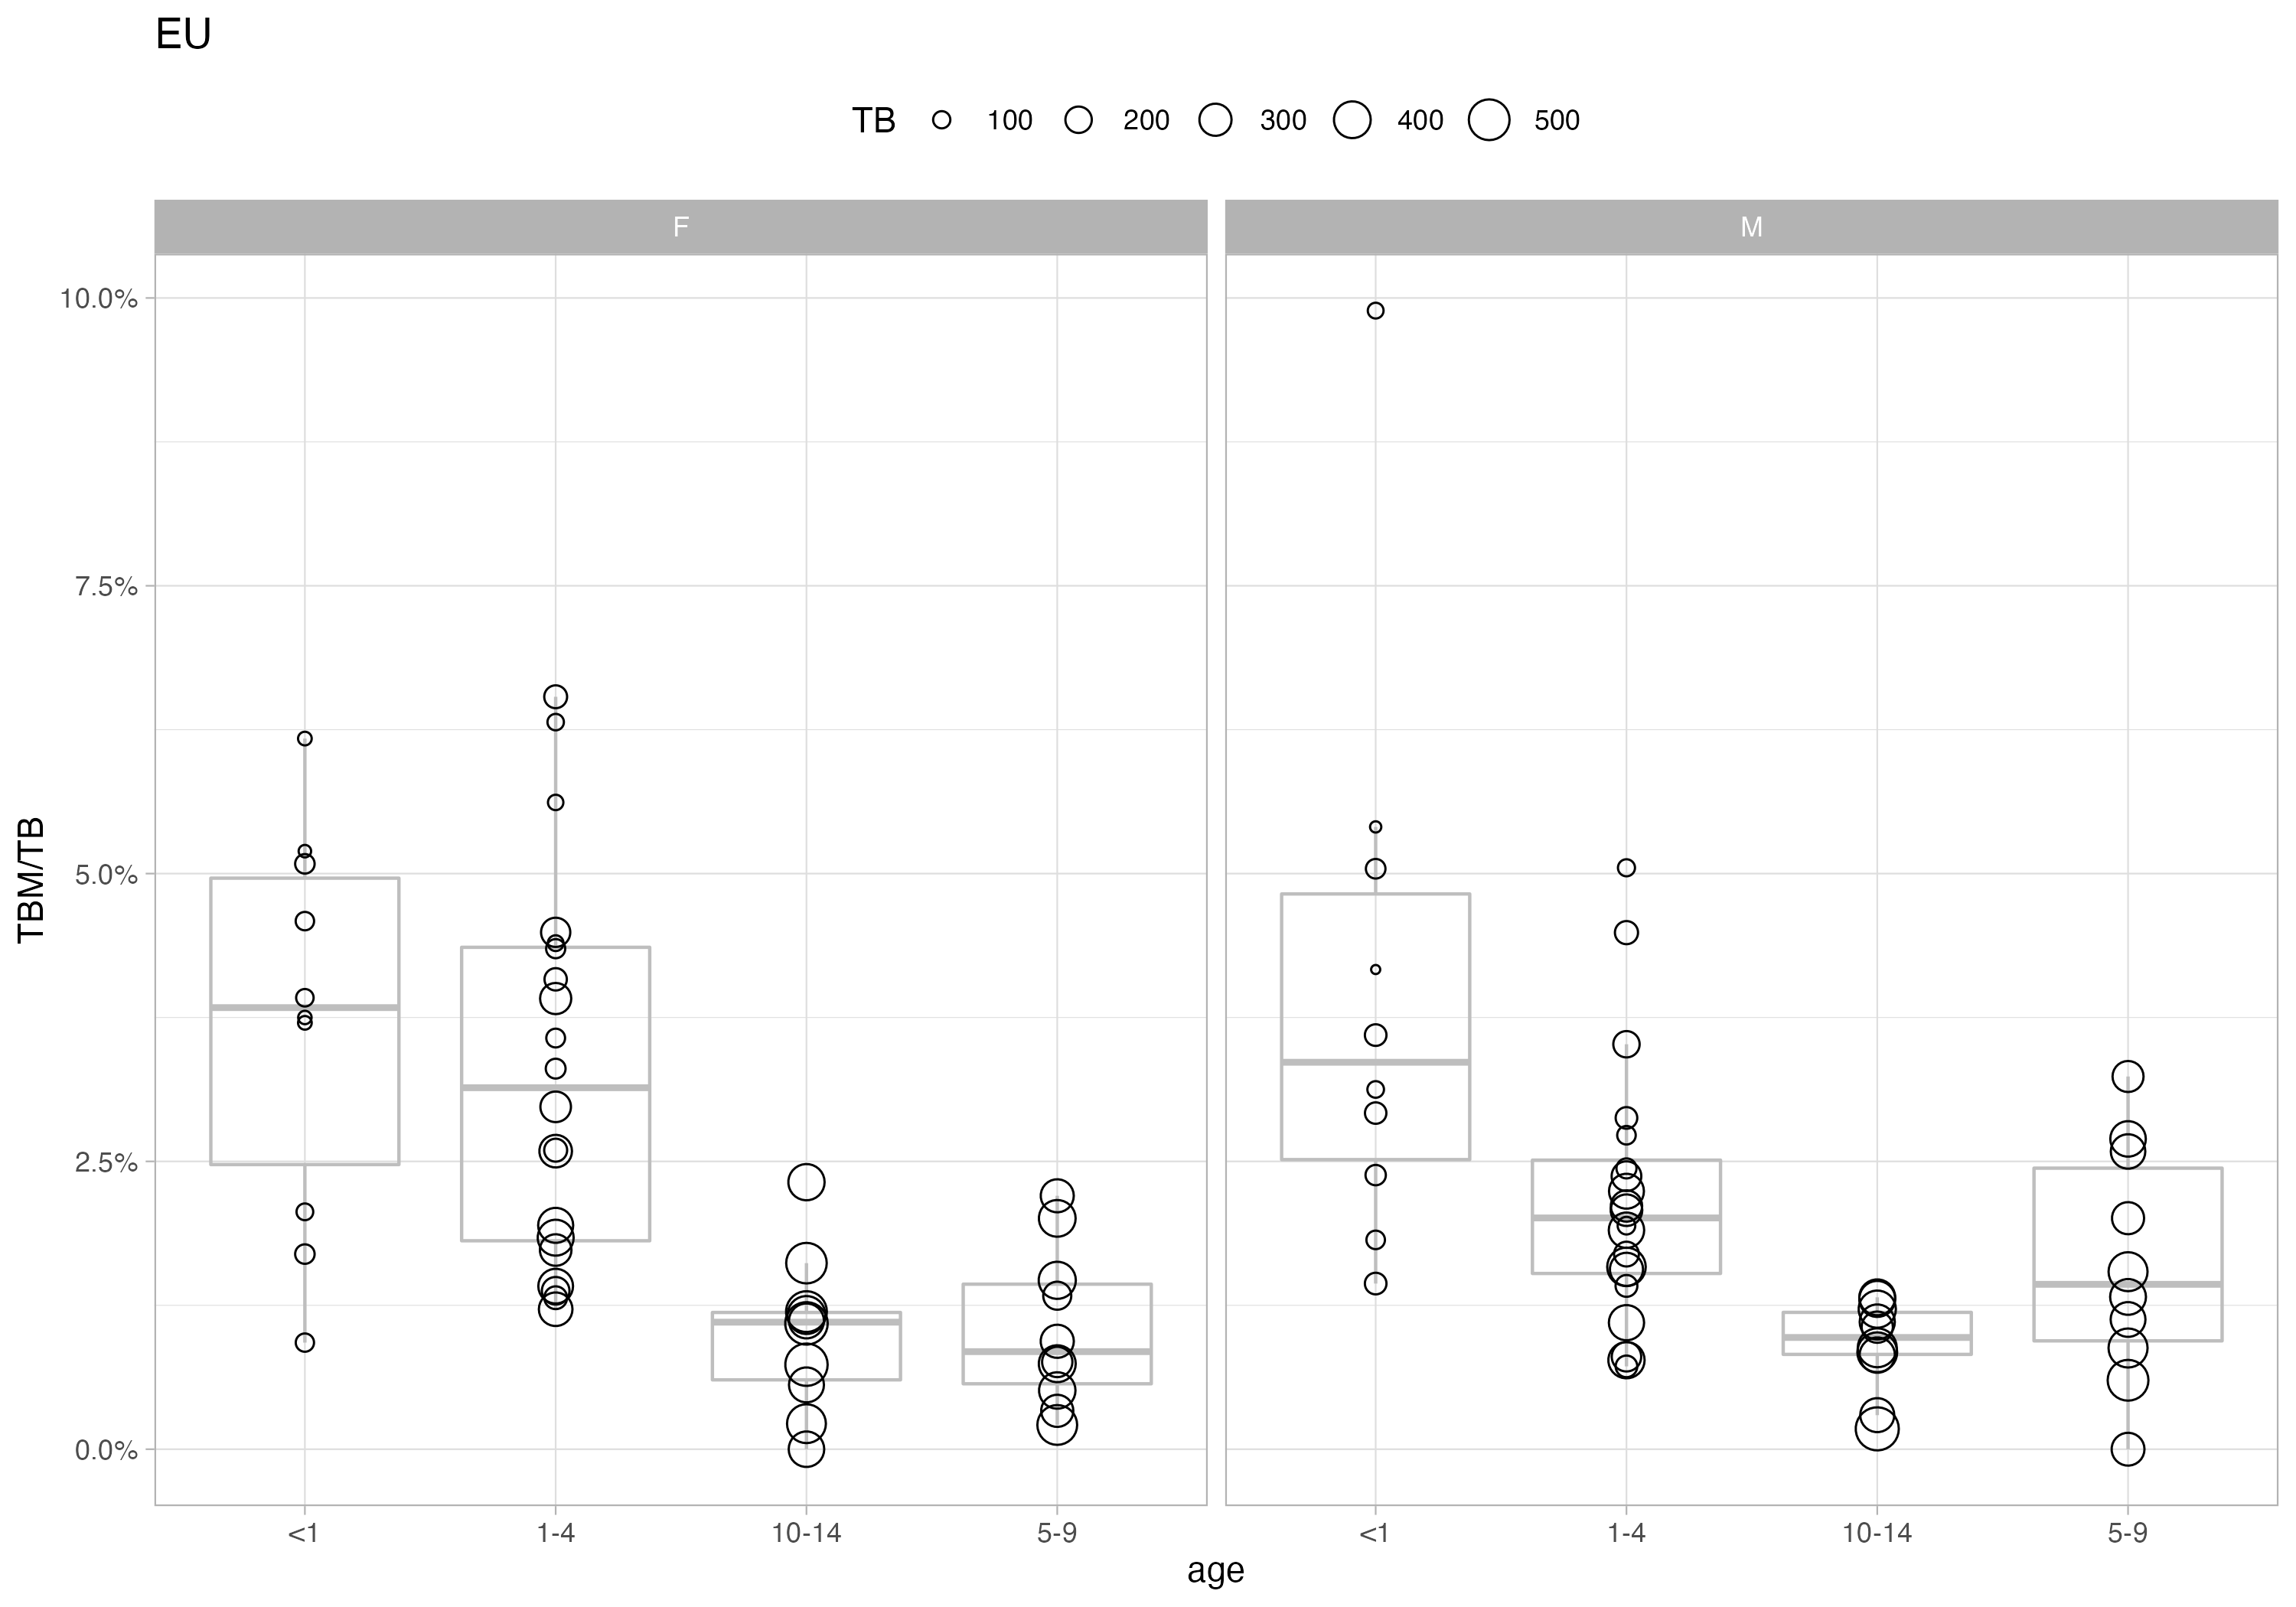 EU
TB 100 200 300 400 500
F M
10.0%
7.5%
5.0%
2.5%
0.0%
TBM/TB
<1 1-4 10-14 5-9 <1 1-4 10-14 5-9
age